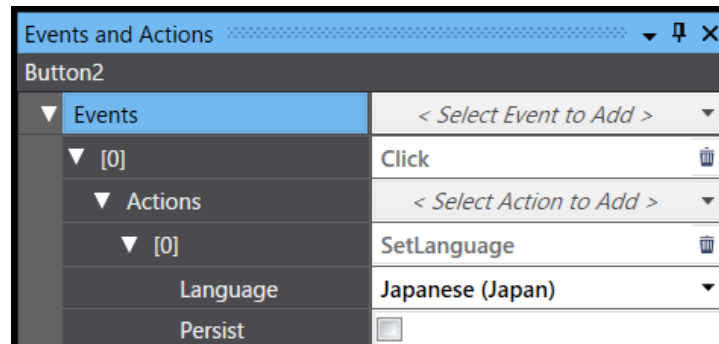 Events and Actions
Button2
Events < Select Event to Add >
[0] Click
Actions < Select Action to Add >
[0] SetLanguage
Language Japanese (Japan)
Persist